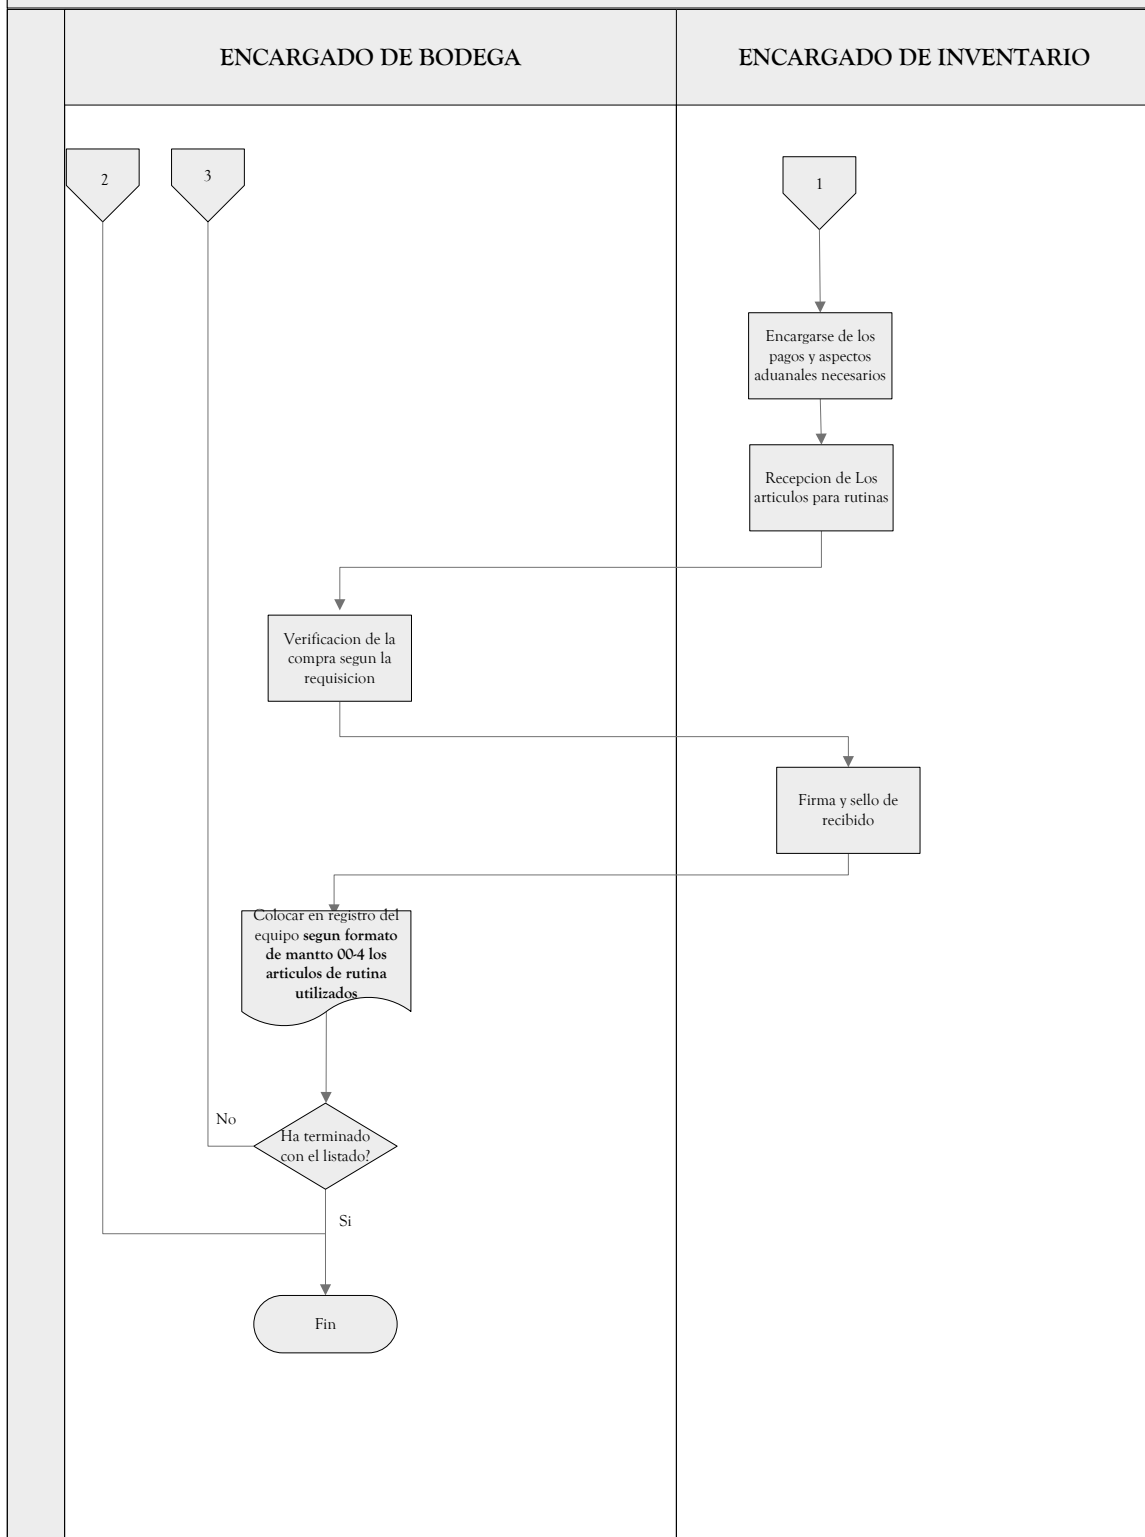 ENCARGADO DE BODEGA
ENCARGADO DE INVENTARIO
2
3
1
Encargarse de los
pagos y aspectos
aduanales necesarios
Recepcion de Los
articulos para rutinas
Verificacion de la
compra segun la
requisicion
Firma y sello de
recibido
Colocar en registro del
equipo segun formato
de mantto 00-4 los
articulos de rutina
utilizados
No
Ha terminado
con el listado?
Si
Fin